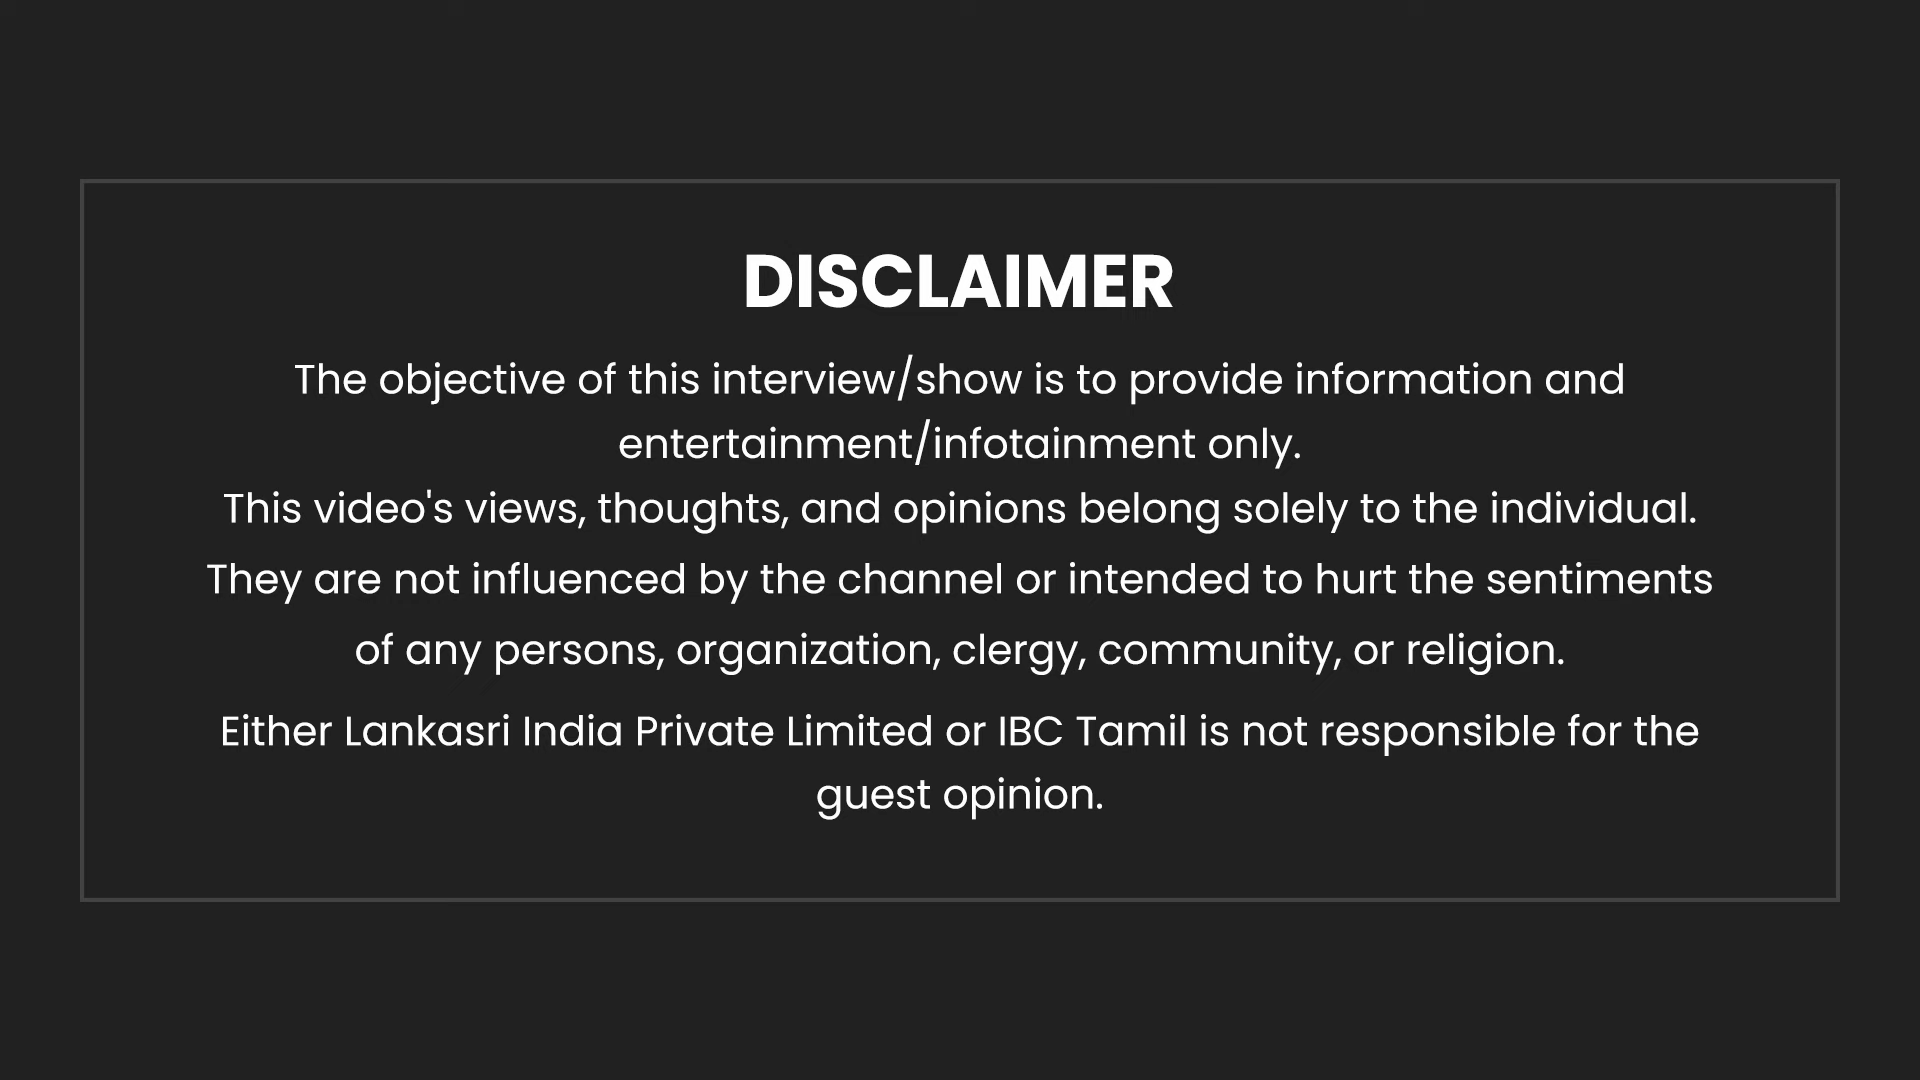 DISCLAIMER
The objective of this interview/show is to provide information and
entertainment/infotainment only.
This video's views, thoughts, and opinions belong solely to the individual.
They are not influenced by the channel or intended to hurt the sentiments
of any persons, organization, clergy, community, or religion.
Either Lankasri India Private Limited or IBC Tamil is not responsible for the
guest opinion.